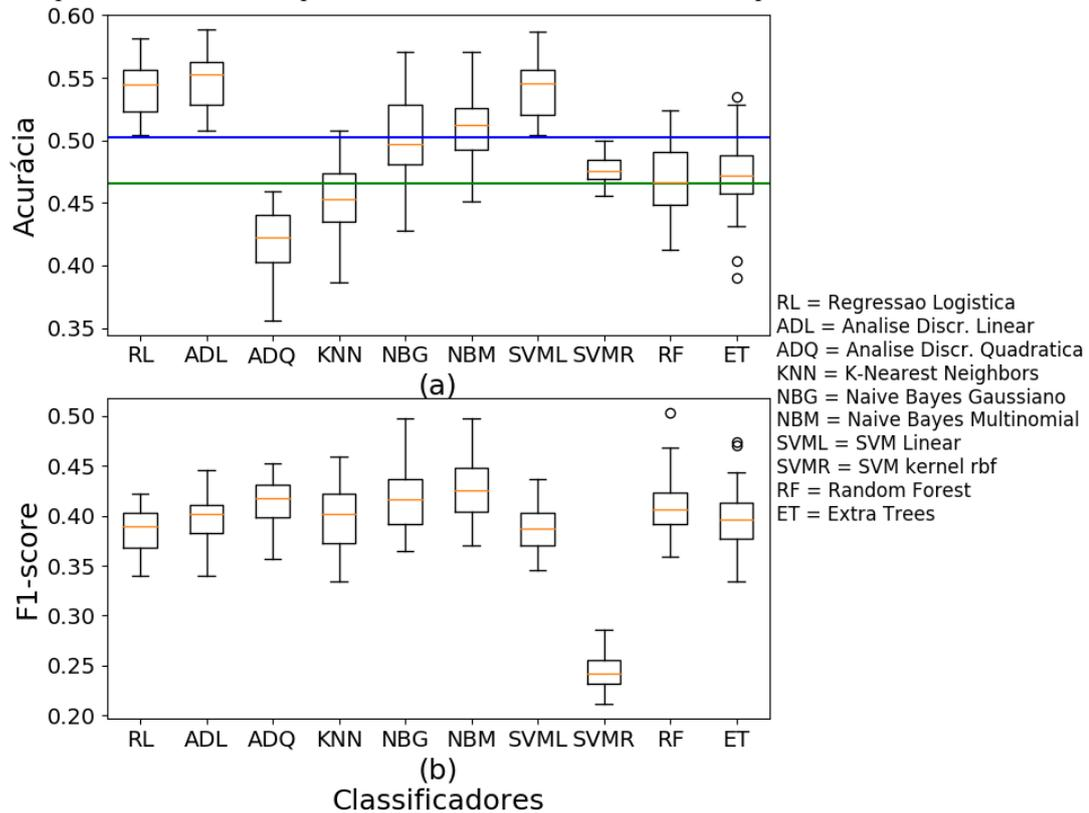 0.60
0.55
0.50
0.45
0.40
0.35
Acurácia
RL ADL ADQ KNN NBG NBM SVML SVMR RF ET
(a)
RL = Regressao Logistica
ADL = Analise Discr. Linear
ADQ = Analise Discr. Quadratica
KNN = K-Nearest Neighbors
NBG = Naive Bayes Gaussiano
NBM = Naive Bayes Multinomial
SVML = SVM Linear
SVMR = SVM kernel rbf
RF = Random Forest
ET = Extra Trees
0.50
0.45
0.40
0.35
0.30
0.25
0.20
F1-score
RL ADL ADQ KNN NBG NBM SVML SVMR RF ET
(b)
Classificadores